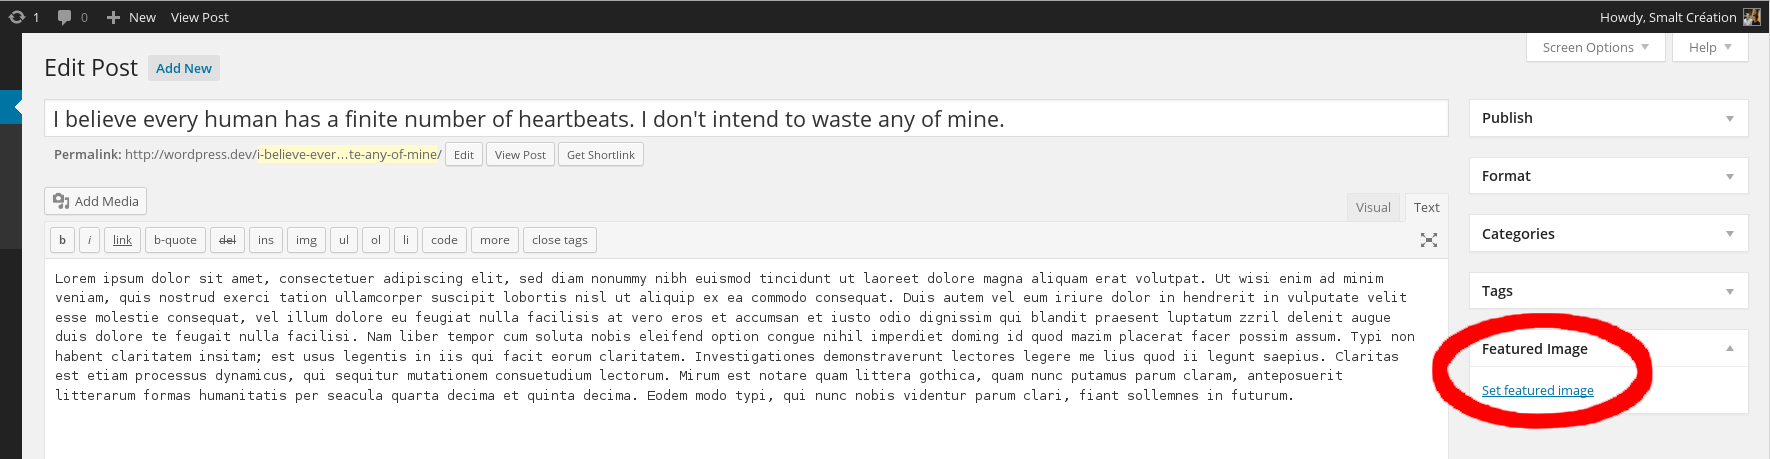 1 0 New View Post Howdy, Smalt Création
Screen Options Help
Edit Post Add New
I believe every human has a finite number of heartbeats. I don't intend to waste any of mine.
Permalink: http://wordpress.dev/i-believe-ever…te-any-of-mine/ Edit View Post Get Shortlink
Add Media Visual Text
b i link b-quote del ins img ul ol li code more close tags
Lorem ipsum dolor sit amet, consectetuer adipiscing elit, sed diam nonummy nibh euismod tincidunt ut laoreet dolore magna aliquam erat volutpat. Ut wisi enim ad minim
veniam, quis nostrud exerci tation ullamcorper suscipit lobortis nisl ut aliquip ex ea commodo consequat. Duis autem vel eum iriure dolor in hendrerit in vulputate velit
esse molestie consequat, vel illum dolore eu feugiat nulla facilisis at vero eros et accumsan et iusto odio dignissim qui blandit praesent luptatum zzril delenit augue
duis dolore te feugait nulla facilisi. Nam liber tempor cum soluta nobis eleifend option congue nihil imperdiet doming id quod mazim placerat facer possim assum. Typi non
habent claritatem insitam; est usus legentis in iis qui facit eorum claritatem. Investigationes demonstraverunt lectores legere me lius quod ii legunt saepius. Claritas
est etiam processus dynamicus, qui sequitur mutationem consuetudium lectorum. Mirum est notare quam littera gothica, quam nunc putamus parum claram, anteposuerit
litterarum formas humanitatis per seacula quarta decima et quinta decima. Eodem modo typi, qui nunc nobis videntur parum clari, fiant sollemnes in futurum.
Publish
Format
Categories
Tags
Featured Image
Set featured image